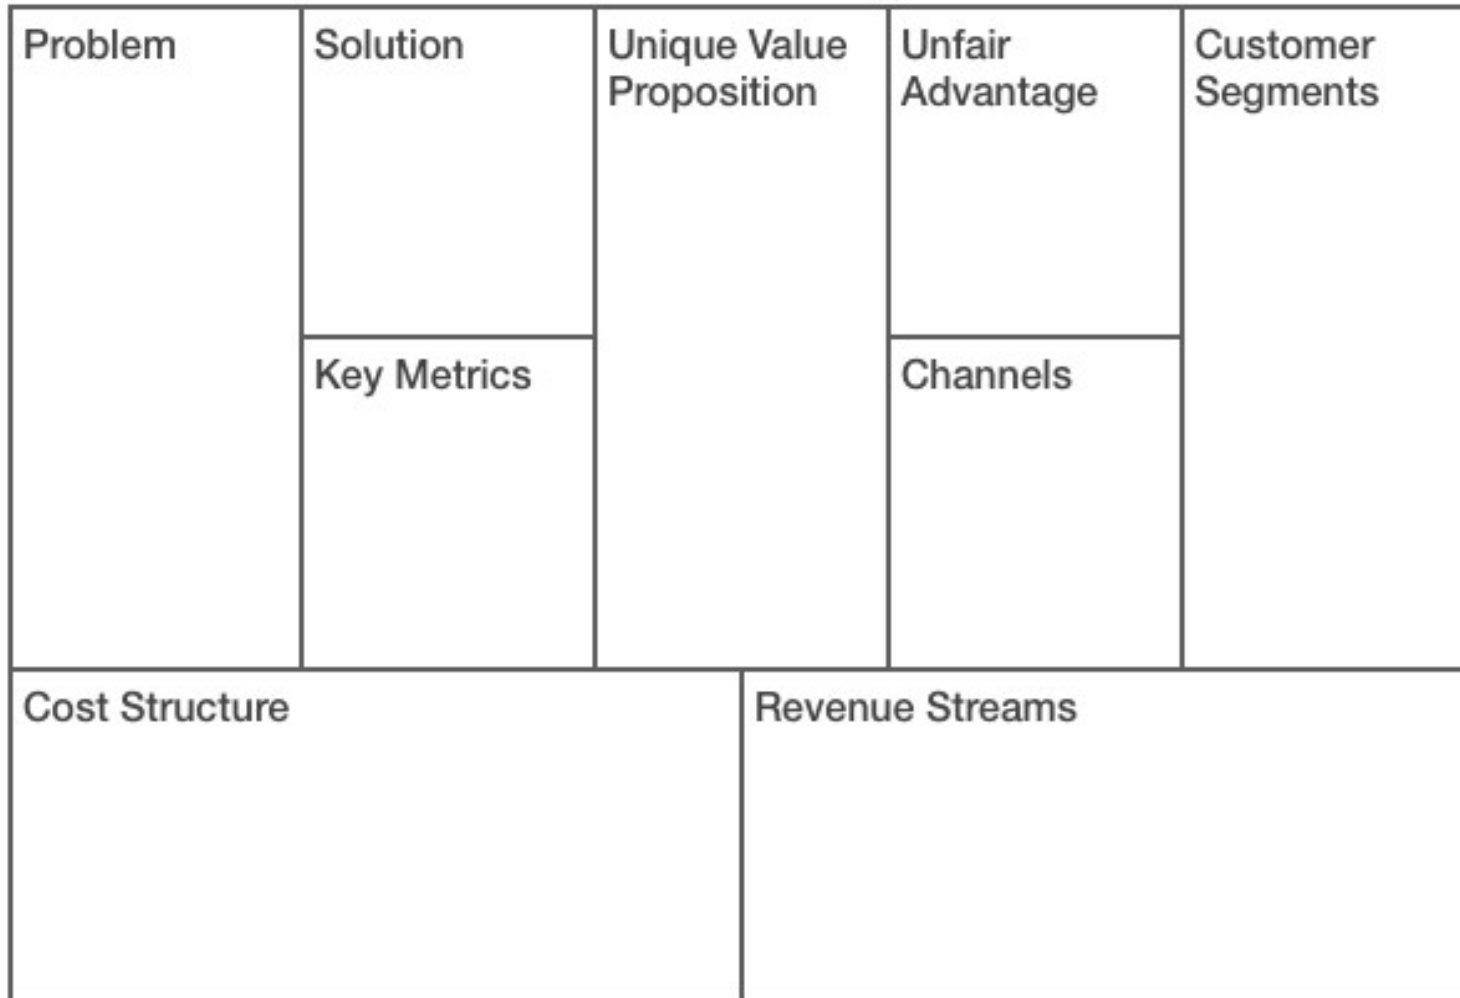 Problem
Solution
Unique Value
Proposition
Unfair
Advantage
Customer
Segments
Key Metrics
Channels
Cost Structure
Revenue Streams